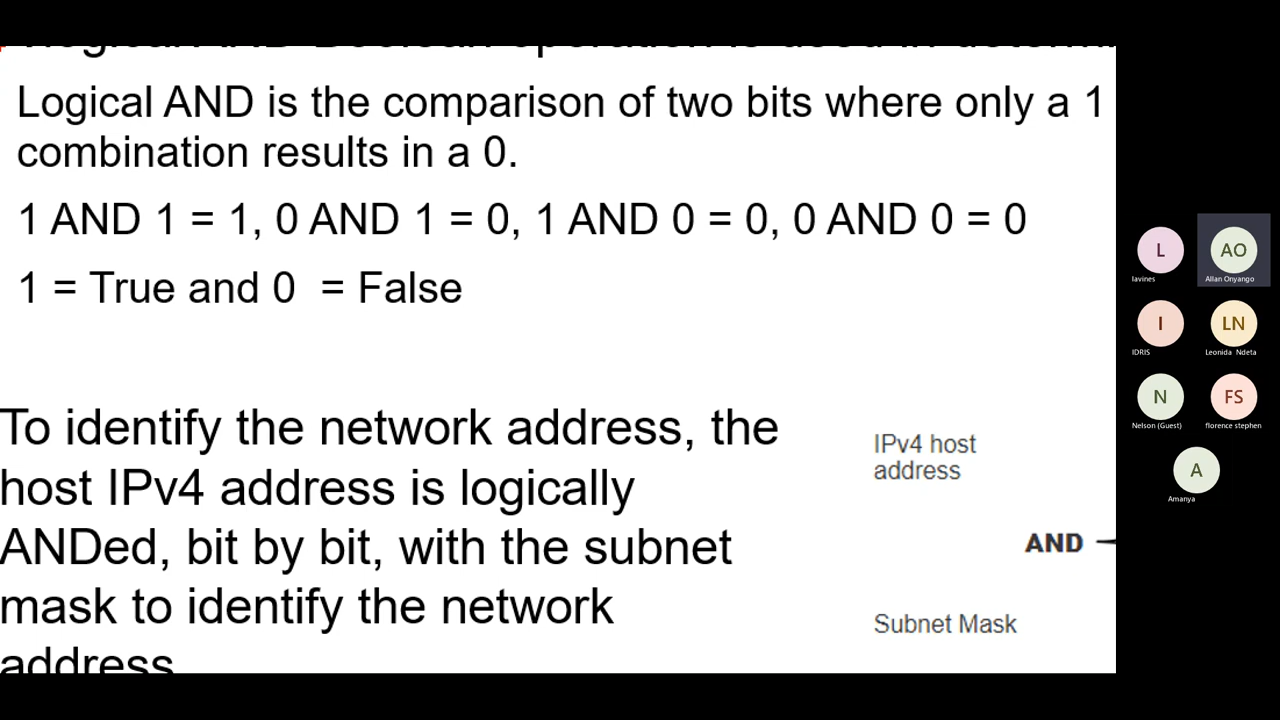 Logical AND is the comparison of two bits where only a 1
combination results in a 0.
1 AND 1 = 1, 0 AND 1 = 0, 1 AND 0 = 0, 0 AND 0 = 0
1 = True and 0 = False
To identify the network address, the
host IPv4 address is logically
ANDed, bit by bit, with the subnet
mask to identify the network
address
IPv4 host
address
AND
Subnet Mask
L
lavines
AO
Allan Onyango
I
IDRIS
LN
Leonida Ndeta
N
Nelson (Guest)
FS
florence stephen
A
Amanya